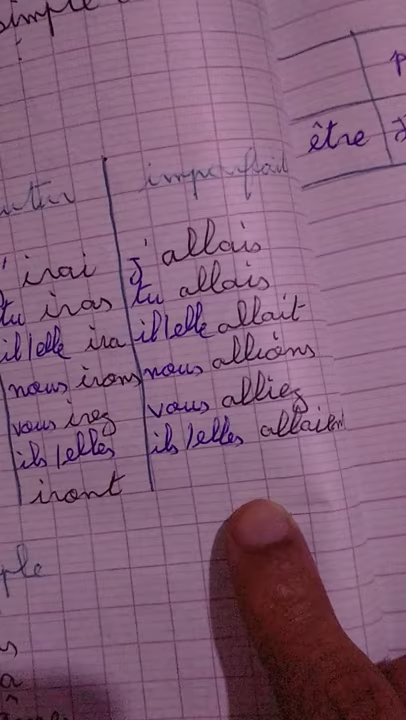 simple
imparfait
j'irai j'allais
tu iras tu allais
il/elle ira il/elle allait
nous irons nous allions
vous irez vous alliez
ils/elles ils/elles allaient
iront
être